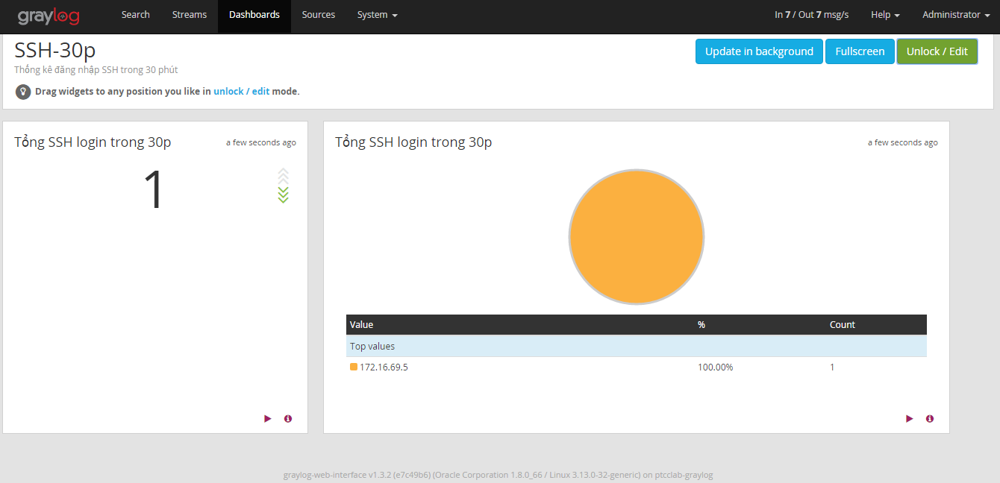 graylog Search Streams Dashboards Sources System In 7 / Out 7 msg/s Help Administrator
SSH-30p
Update in background Fullscreen Unlock / Edit
Thống kê đăng nhập SSH trong 30 phút
Drag widgets to any position you like in unlock / edit mode.
Tổng SSH login trong 30p a few seconds ago
1
Tổng SSH login trong 30p a few seconds ago
Value % Count
Top values
172.16.69.5 100.00% 1
graylog-web-interface v1.3.2 (e7c49b6) (Oracle Corporation 1.8.0_66 / Linux 3.13.0-32-generic) on ptcclab-graylog